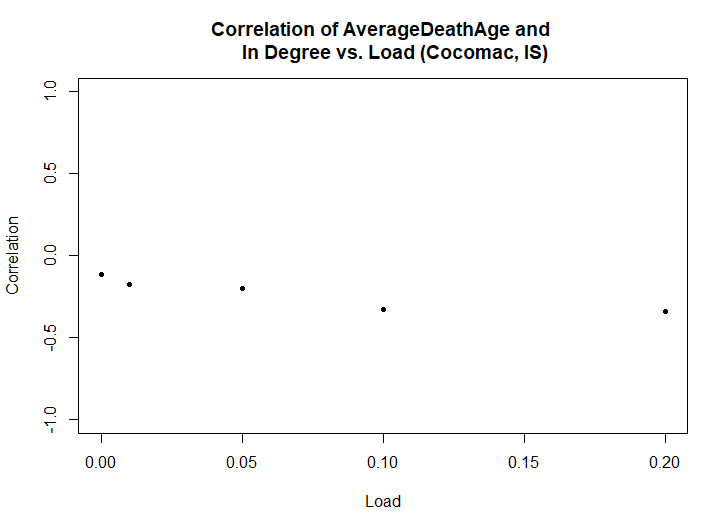 Correlation of AverageDeathAge and
In Degree vs. Load (Cocomac, IS)
Correlation
1.0
0.5
0.0
-0.5
-1.0
0.00 0.05 0.10 0.15 0.20
Load